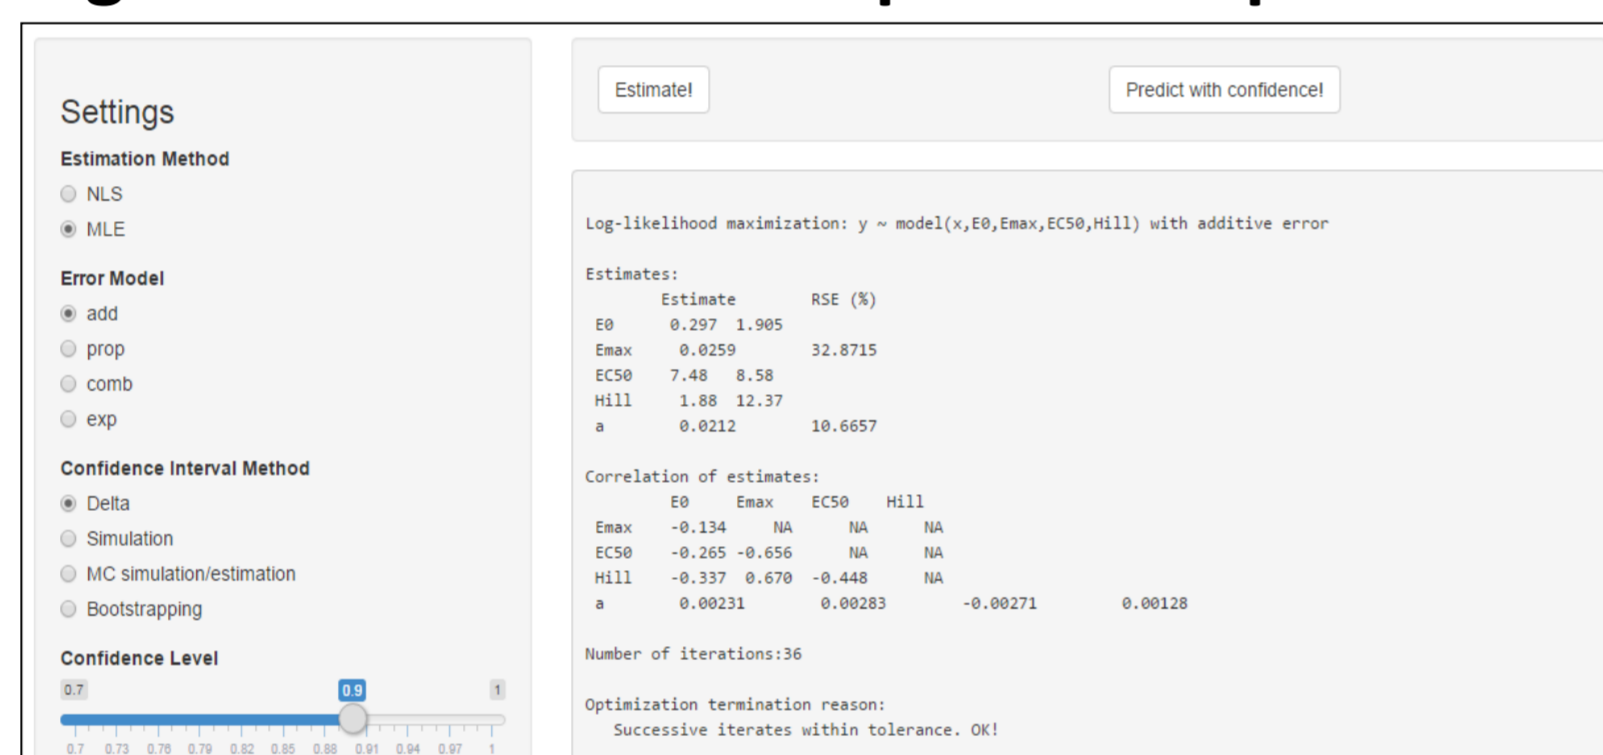 Settings
Estimation Method
NLS
MLE
Error Model
add
prop
comb
exp
Confidence Interval Method
Delta
Simulation
MC simulation/estimation
Bootstrapping
Confidence Level
0.7 0.9 1
0.7 0.73 0.76 0.79 0.82 0.85 0.88 0.91 0.94 0.97 1
Estimate! Predict with confidence!
Log-likelihood maximization: y ~ model(x,E0,Emax,EC50,Hill) with additive error
Estimates:
Estimate RSE (%)
E0 0.297 1.905
Emax 0.0259 32.8715
EC50 7.48 8.58
Hill 1.88 12.37
a 0.0212 10.6657
Correlation of estimates:
E0 Emax EC50 Hill
Emax -0.134 NA NA NA
EC50 -0.265 -0.656 NA NA
Hill -0.337 0.670 -0.448 NA
a 0.00231 0.00283 -0.00271 0.00128
Number of iterations:36
Optimization termination reason:
Successive iterates within tolerance. OK!